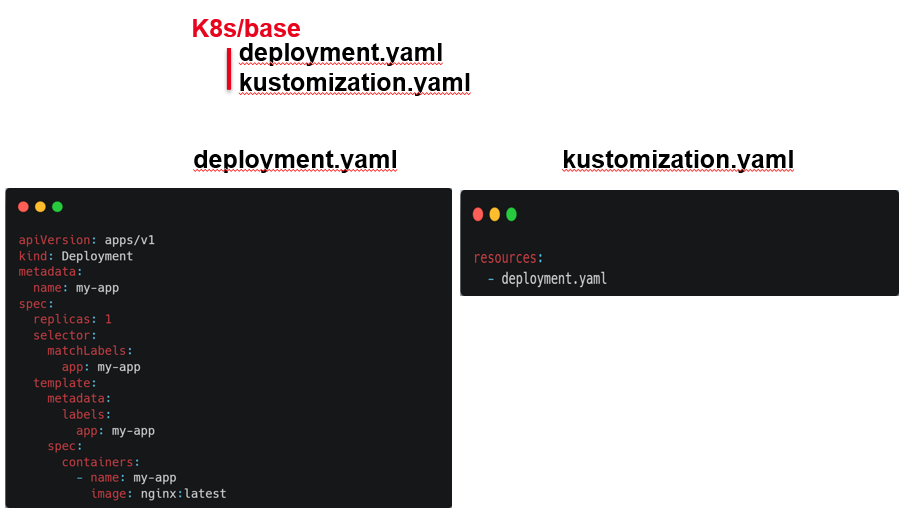 K8s/base
deployment.yaml
kustomization.yaml
deployment.yaml
apiVersion: apps/v1
kind: Deployment
metadata:
  name: my-app
spec:
  replicas: 1
  selector:
    matchLabels:
      app: my-app
  template:
    metadata:
      labels:
        app: my-app
    spec:
      containers:
        - name: my-app
          image: nginx:latest
kustomization.yaml
resources:
  - deployment.yaml